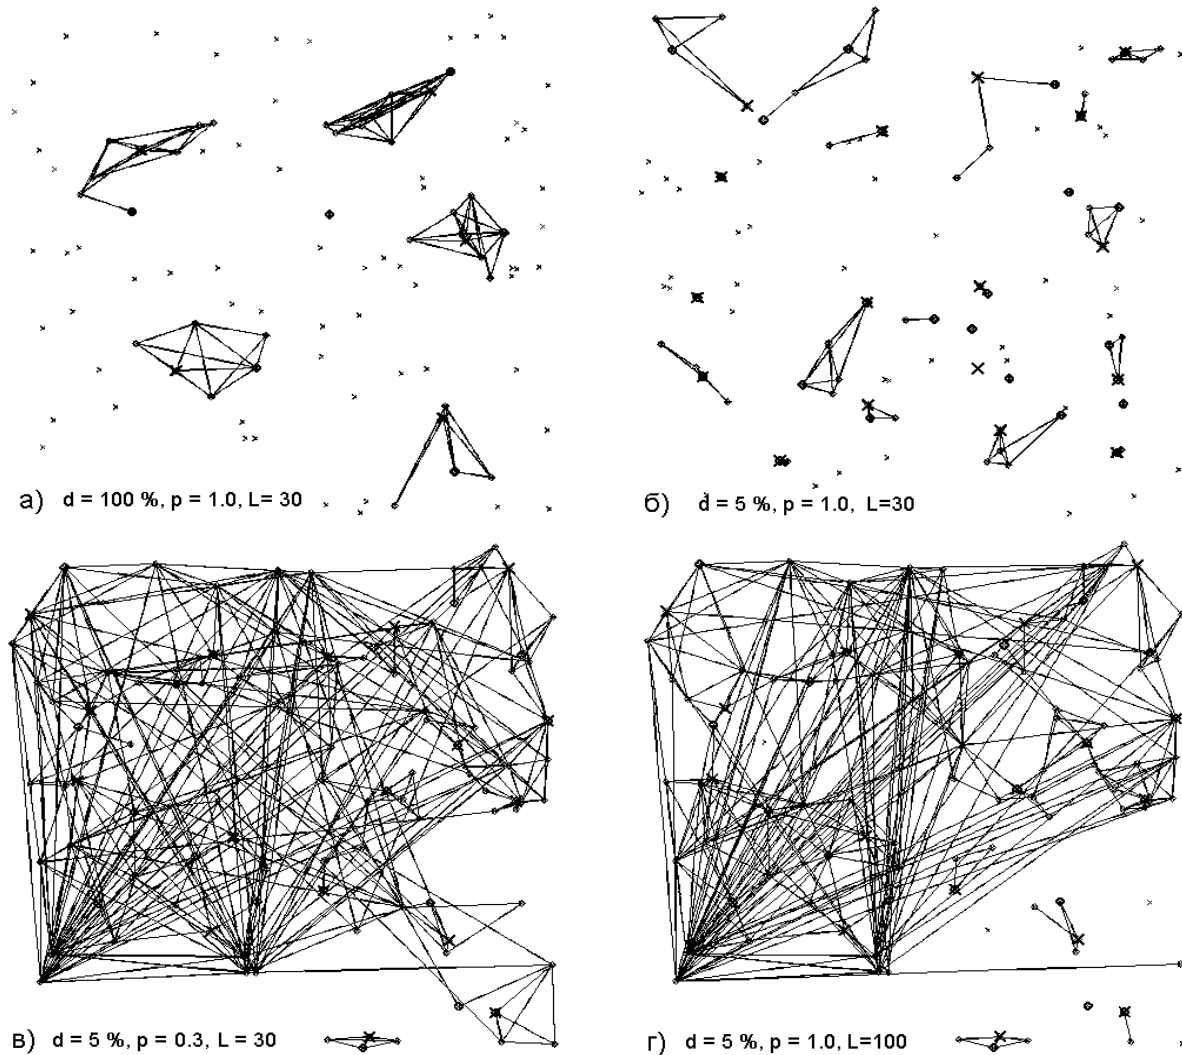 а) d = 100 %, p = 1.0, L= 30
б) d = 5 %, p = 1.0, L=30
в) d = 5 %, p = 0.3, L = 30
г) d = 5 %, p = 1.0, L=100